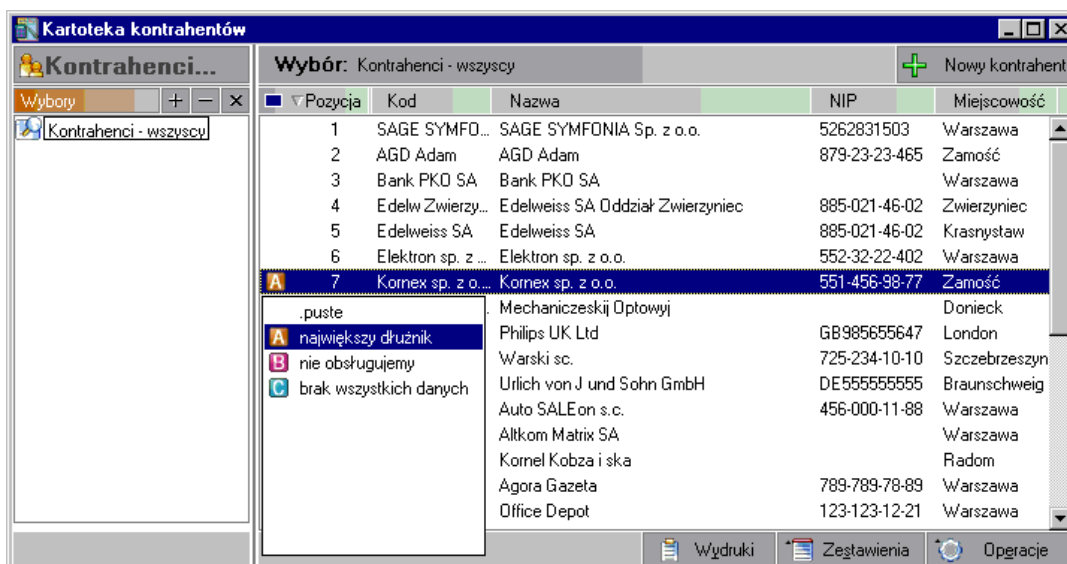 Kartoteka kontrahentów
Kontrahenci...
Wybór: Kontrahenci - wszyscy
Nowy kontrahent
Wybory
Kontrahenci - wszyscy
Pozycja Kod Nazwa NIP Miejscowość
1 SAGE SYMFO... SAGE SYMFONIA Sp. z o.o. 5262831503 Warszawa
2 AGD Adam AGD Adam 879-23-23-465 Zamość
3 Bank PKO SA Bank PKO SA Warszawa
4 Edelw Zwierzy... Edelweiss SA Oddział Zwierzyniec 885-021-46-02 Zwierzyniec
5 Edelweiss SA Edelweiss SA 885-021-46-02 Krasnystaw
6 Elektron sp. z ... Elektron sp. z o.o. 552-32-22-402 Warszawa
A 7 Kornex sp. z o.... Kornex sp. z o.o. 551-456-98-77 Zamość
.puste
A największy dłużnik
B nie obsługujemy
C brak wszystkich danych
Mechaniczeskij Optowyj Donieck
Philips UK Ltd GB985655647 London
Warski sc. 725-234-10-10 Szczebrzeszyn
Urlich von J und Sohn GmbH DE555555555 Braunschweig
Auto SALEon s.c. 456-000-11-88 Warszawa
Altkom Matrix SA Warszawa
Kornel Kobza i ska Radom
Agora Gazeta 789-789-78-89 Warszawa
Office Depot 123-123-12-21 Warszawa
Wydruki Zestawienia Operacje